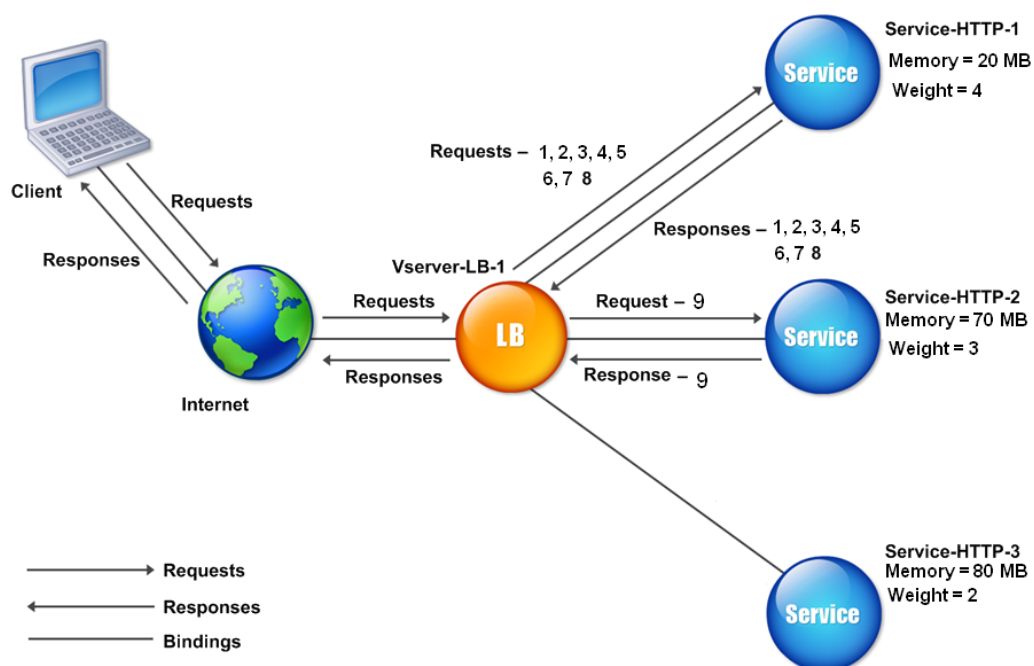 Service-HTTP-1
Memory = 20 MB
Weight = 4
Service
Requests – 1, 2, 3, 4, 5
6, 7 8
Client
Requests
Responses
Responses – 1, 2, 3, 4, 5
6, 7 8
Vserver-LB-1
Requests
LB
Request – 9
Service
Service-HTTP-2
Memory = 70 MB
Weight = 3
Responses
Response – 9
Internet
Service-HTTP-3
Memory = 80 MB
Weight = 2
Service
Requests
Responses
Bindings